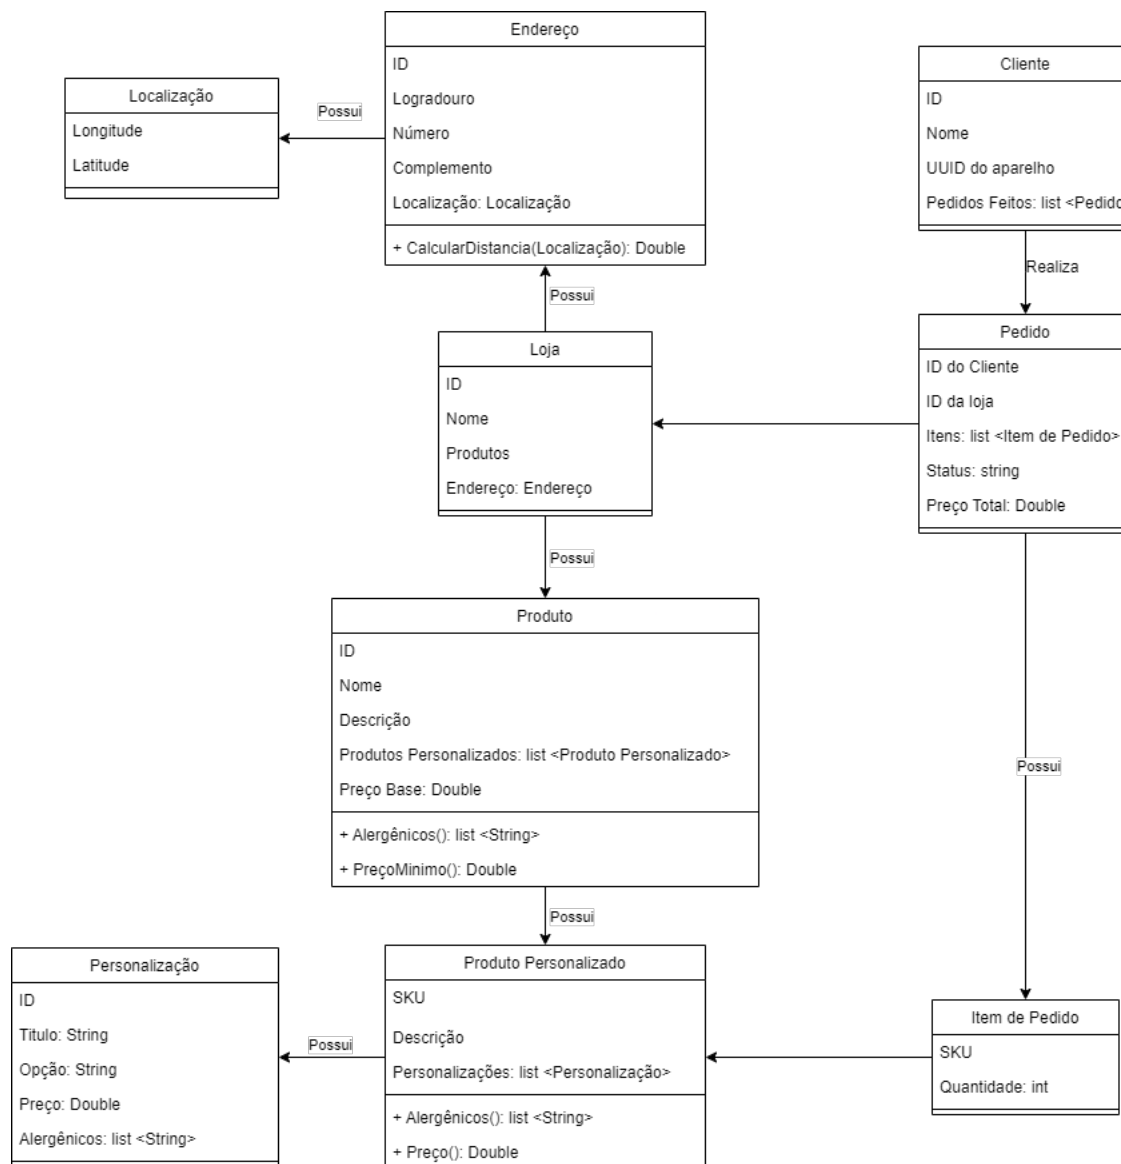 Endereço
ID
Logradouro
Número
Complemento
Localização: Localização
+ CalcularDistancia(Localização): Double
Localização
Longitude
Latitude
Possui
Cliente
ID
Nome
UUID do aparelho
Pedidos Feitos: list <Pedido
Realiza
Possui
Loja
ID
Nome
Produtos
Endereço: Endereço
Pedido
ID do Cliente
ID da loja
Itens: list <Item de Pedido>
Status: string
Preço Total: Double
Possui
Produto
ID
Nome
Descrição
Produtos Personalizados: list <Produto Personalizado>
Preço Base: Double
+ Alergênicos(): list <String>
+ PreçoMinimo(): Double
Possui
Possui
Personalização
ID
Titulo: String
Opção: String
Preço: Double
Alergênicos: list <String>
Possui
Produto Personalizado
SKU
Descrição
Personalizações: list <Personalização>
+ Alergênicos(): list <String>
+ Preço(): Double
Item de Pedido
SKU
Quantidade: int